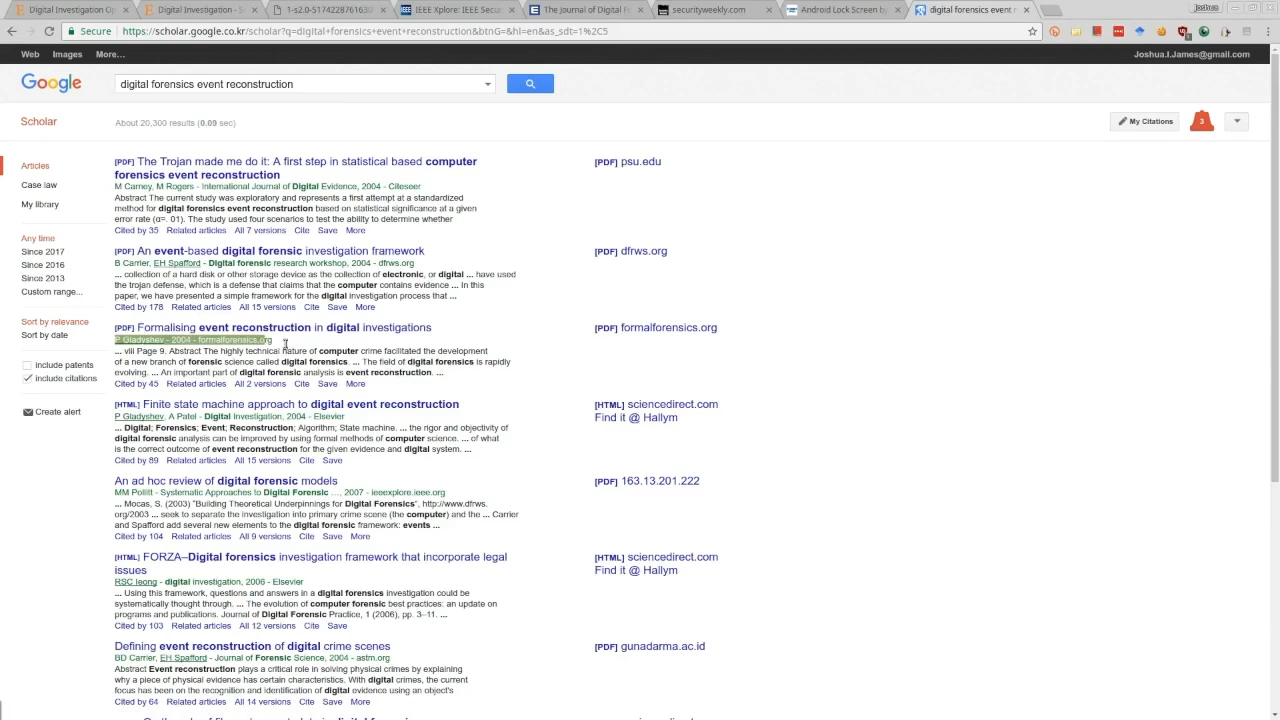 Digital Investigation Op
Digital Investigation - S
1-s2.0-S174228761630
IEEE Xplore: IEEE Secu
The Journal of Digital F
securityweekly.com
Android Lock Screen by
digital forensics event r
Joshua
Secure https://scholar.google.co.kr/scholar?q=digital+forensics+event+reconstruction&btnG=&hl=en&as_sdt=1%2C5
Web Images More… Joshua.I.James@gmail.com
Google digital forensics event reconstruction
Scholar About 20,300 results (0.09 sec) My Citations 3
Articles
Case law
My library
Any time
Since 2017
Since 2016
Since 2013
Custom range...
Sort by relevance
Sort by date
include patents
include citations
Create alert
[PDF] The Trojan made me do it: A first step in statistical based computer
forensics event reconstruction
M Carney, M Rogers - International Journal of Digital Evidence, 2004 - Citeseer
Abstract The current study was exploratory and represents a first attempt at a standardized
method for digital forensics event reconstruction based on statistical significance at a given
error rate (α=. 01). The study used four scenarios to test the ability to determine whether
Cited by 35 Related articles All 7 versions Cite Save More
[PDF] psu.edu
[PDF] An event-based digital forensic investigation framework
B Carrier, EH Spafford - Digital forensic research workshop, 2004 - dfrws.org
... collection of a hard disk or other storage device as the collection of electronic, or digital ... have used
the trojan defense, which is a defense that claims that the computer contains evidence ... In this
paper, we have presented a simple framework for the digital investigation process that ...
Cited by 178 Related articles All 15 versions Cite Save More
[PDF] dfrws.org
[PDF] Formalising event reconstruction in digital investigations
P Gladyshev - 2004 - formalforensics.org
... viii Page 9. Abstract The highly technical nature of computer crime facilitated the development
of a new branch of forensic science called digital forensics. ... The field of digital forensics is rapidly
evolving. ... An important part of digital forensic analysis is event reconstruction. ...
Cited by 45 Related articles All 2 versions Cite Save More
[PDF] formalforensics.org
[HTML] Finite state machine approach to digital event reconstruction
P Gladyshev, A Patel - Digital Investigation, 2004 - Elsevier
... Digital; Forensics; Event; Reconstruction; Algorithm; State machine. ... the rigor and objectivity of
digital forensic analysis can be improved by using formal methods of computer science. ... of what
is the correct outcome of event reconstruction for the given evidence and digital system. ...
Cited by 89 Related articles All 15 versions Cite Save
[HTML] sciencedirect.com
Find it @ Hallym
An ad hoc review of digital forensic models
MM Pollitt - Systematic Approaches to Digital Forensic …, 2007 - ieeexplore.ieee.org
... Mocas, S. (2003) "Building Theoretical Underpinnings for Digital Forensics", http://www.dfrws.
org/2003 ... seek to separate the investigation into primary crime scene (the computer) and the ... Carrier
and Spafford add several new elements to the digital forensic framework: events ...
Cited by 104 Related articles All 9 versions Cite Save More
[PDF] 163.13.201.222
[HTML] FORZA–Digital forensics investigation framework that incorporate legal
issues
RSC Ieong - digital investigation, 2006 - Elsevier
... Using this framework, questions and answers in a digital forensics investigation could be
systematically thought through. ... The evolution of computer forensic best practices: an update on
programs and publications. Journal of Digital Forensic Practice, 1 (2006), pp. 3–11. ...
Cited by 103 Related articles All 12 versions Cite Save
[HTML] sciencedirect.com
Find it @ Hallym
Defining event reconstruction of digital crime scenes
BD Carrier, EH Spafford - Journal of Forensic Science, 2004 - astm.org
Abstract Event reconstruction plays a critical role in solving physical crimes by explaining
why a piece of physical evidence has certain characteristics. With digital crimes, the current
focus has been on the recognition and identification of digital evidence using an object's
Cited by 64 Related articles All 14 versions Cite Save More
[PDF] gunadarma.ac.id